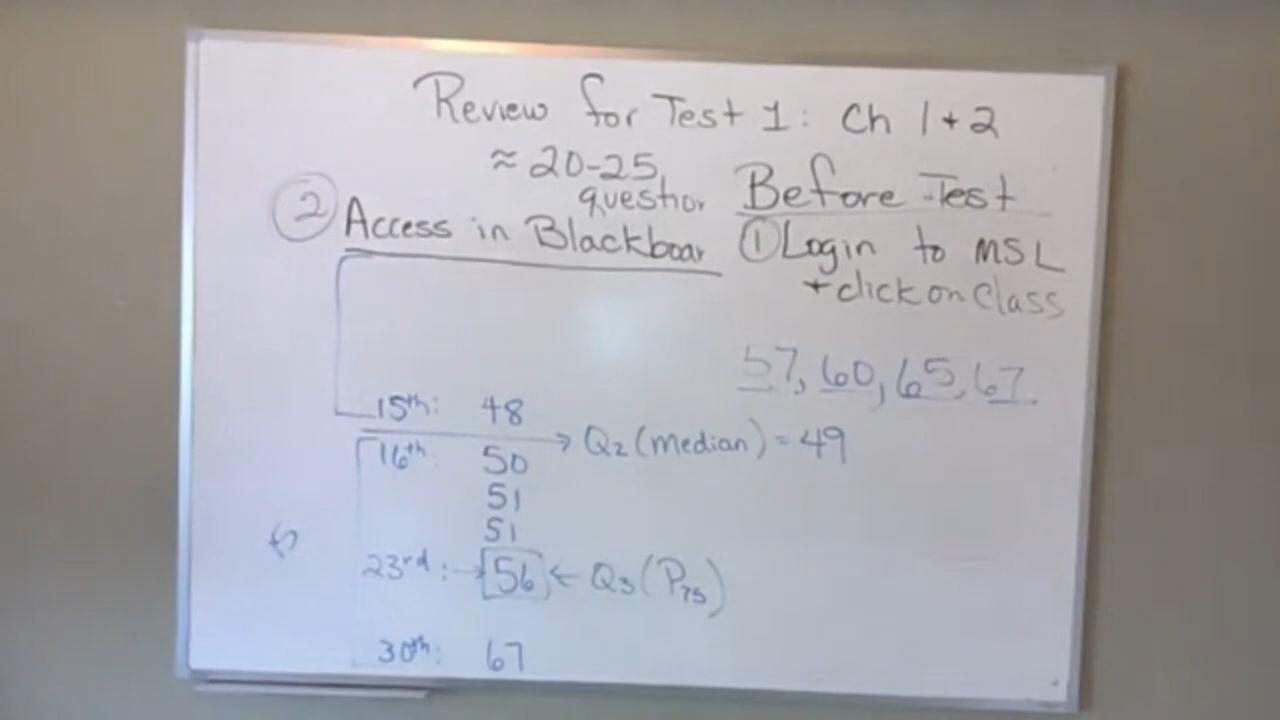 Review for Test 1: Ch 1 + 2
≈ 20-25
question
Before Test
② Access in Blackboar
① Login to MSL
+ click on Class
57, 60, 65, 67
15th: 48
Q2 (median) = 49
16th: 50
51
51
23rd: → 56 ← Q3 (P75)
30th: 67